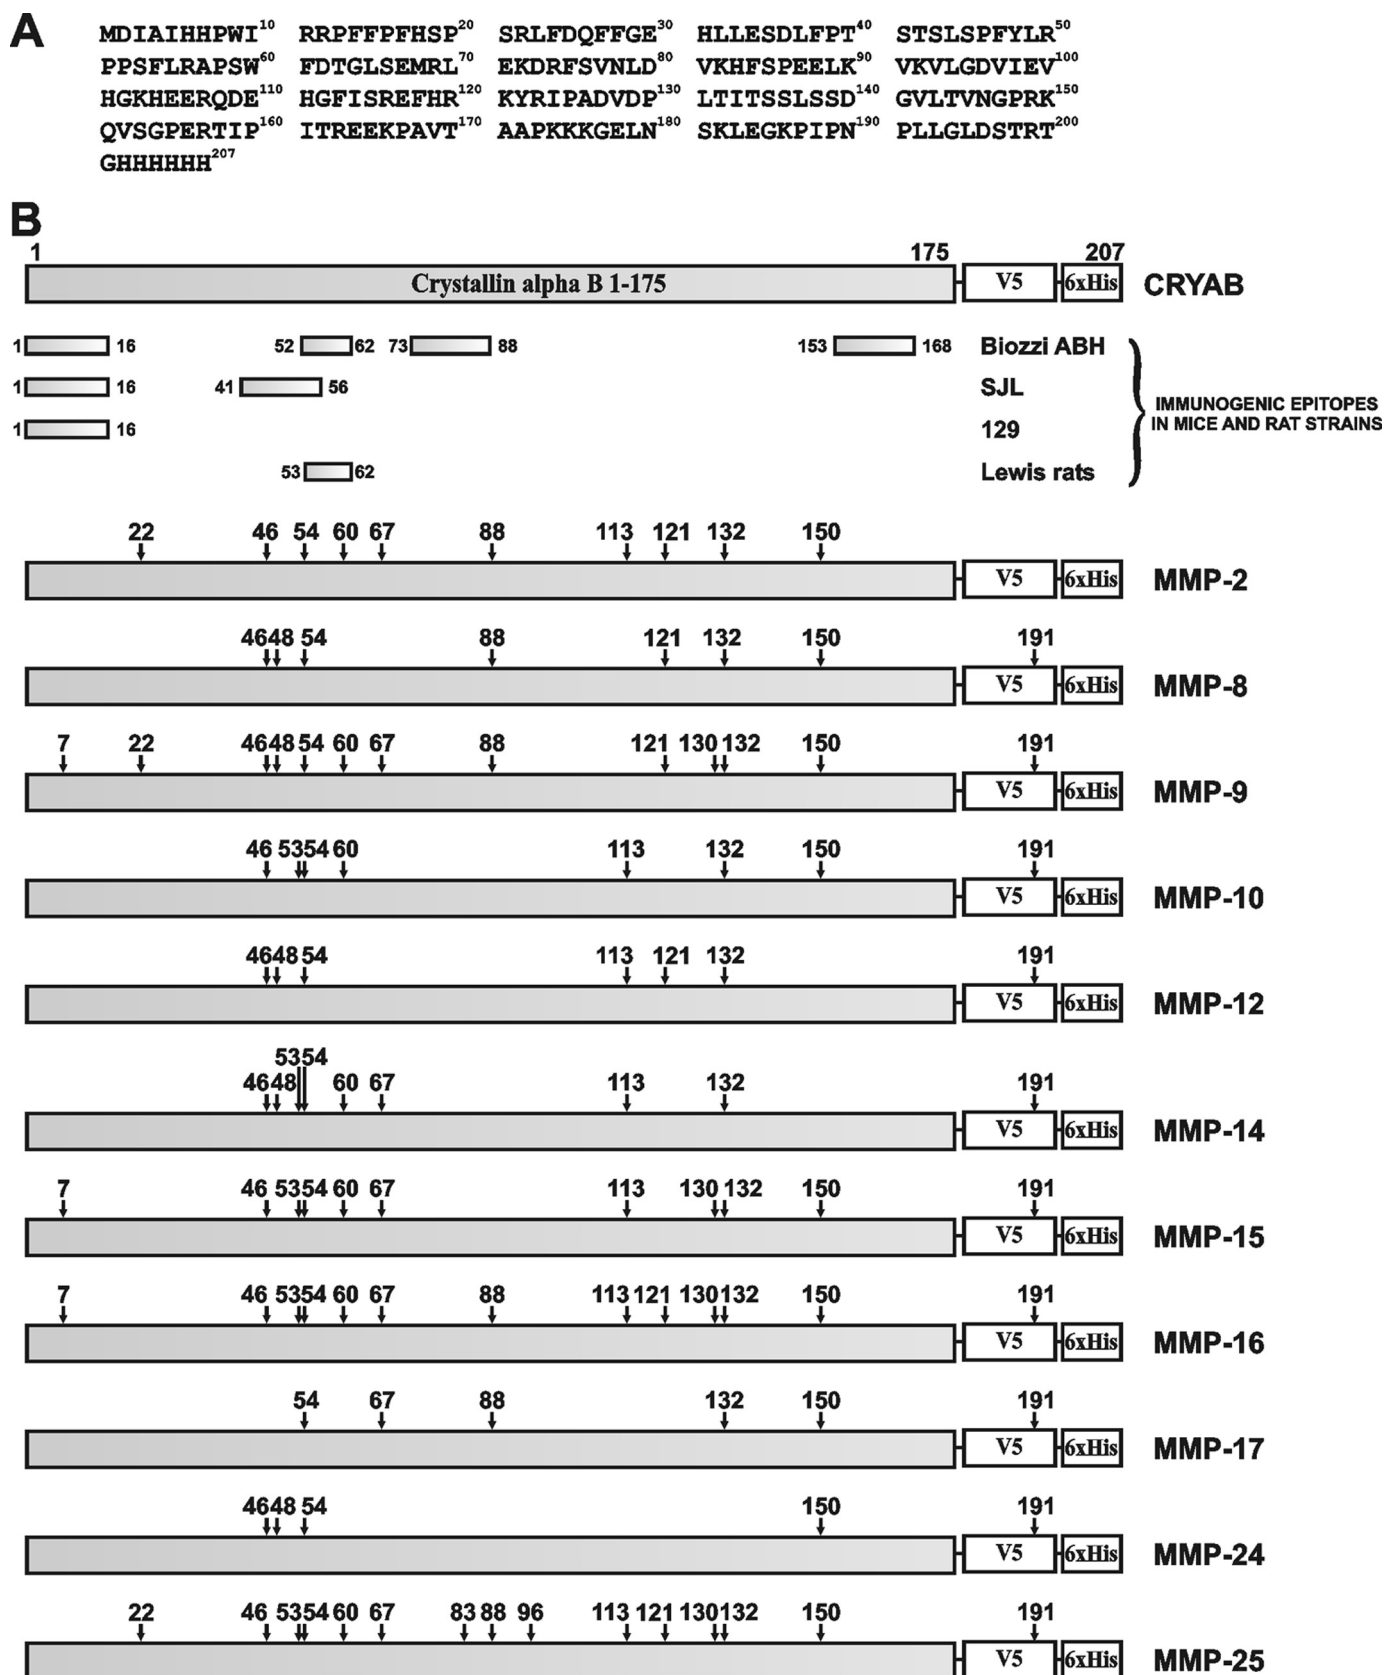 A
MDIAIHHPWI10 RRPFFPFHSP20 SRLFDQFFGE30 HLLESDLFPT40 STSLSPFYLR50
PPSFLRAPSW60 FDTGLSEMRL70 EKDRFSVNLD80 VKHFSPEELK90 VKVLGDVIEV100
HGKHEERQDE110 HGFISREFHR120 KYRIPADVDP130 LTITSSLSSD140 GVLTVNGPRK150
QVSGPERTIP160 ITREEKPAVT170 AAPKKKGELN180 SKLEGKPIPN190 PLLGLDSTRT200
GHHHHHH207
B
1 175 207
Crystallin alpha B 1-175 V5 6xHis CRYAB
1 16 52 62 73 88 153 168 Biozzi ABH
1 16 41 56 SJL
1 16 129
53 62 Lewis rats
IMMUNOGENIC EPITOPES
IN MICE AND RAT STRAINS
22 46 54 60 67 88 113 121 132 150
V5 6xHis MMP-2
46 48 54 88 121 132 150 191
V5 6xHis MMP-8
7 22 46 48 54 60 67 88 121 130 132 150 191
V5 6xHis MMP-9
46 53 54 60 113 132 150 191
V5 6xHis MMP-10
46 48 54 113 121 132 191
V5 6xHis MMP-12
53 54
46 48 60 67 113 132 191
V5 6xHis MMP-14
7 46 53 54 60 67 113 130 132 150 191
V5 6xHis MMP-15
7 46 53 54 60 67 88 113 121 130 132 150 191
V5 6xHis MMP-16
54 67 88 132 150 191
V5 6xHis MMP-17
46 48 54 150 191
V5 6xHis MMP-24
22 46 53 54 60 67 83 88 96 113 121 130 132 150 191
V5 6xHis MMP-25